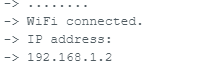 -> ........
-> WiFi connected.
-> IP address:
-> 192.168.1.2